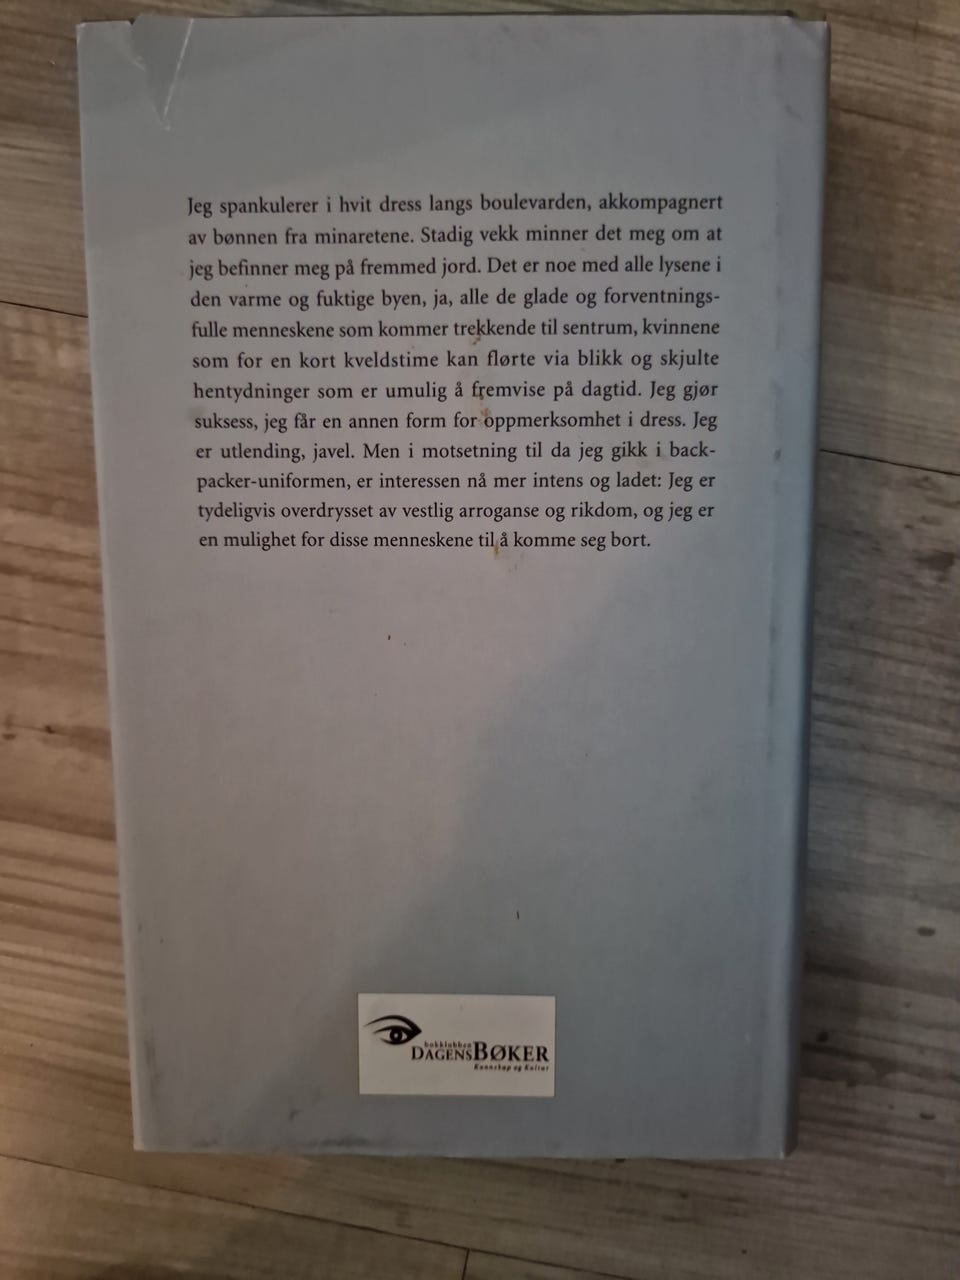 Jeg spankulerer i hvit dress langs boulevarden, akkompagnert
av bønnen fra minaretene. Stadig vekk minner det meg om at
jeg befinner meg på fremmed jord. Det er noe med alle lysene i
den varme og fuktige byen, ja, alle de glade og forventnings-
fulle menneskene som kommer trekkende til sentrum, kvinnene
som for en kort kveldstime kan flørte via blikk og skjulte
hentydninger som er umulig å fremvise på dagtid. Jeg gjør
suksess, jeg får en annen form for oppmerksomhet i dress. Jeg
er utlending, javel. Men i motsetning til da jeg gikk i back-
packer-uniformen, er interessen nå mer intens og ladet: Jeg er
tydeligvis overdrysset av vestlig arroganse og rikdom, og jeg er
en mulighet for disse menneskene til å komme seg bort.
bokklubben
DAGENSBØKER
Kunnskap og Kultur